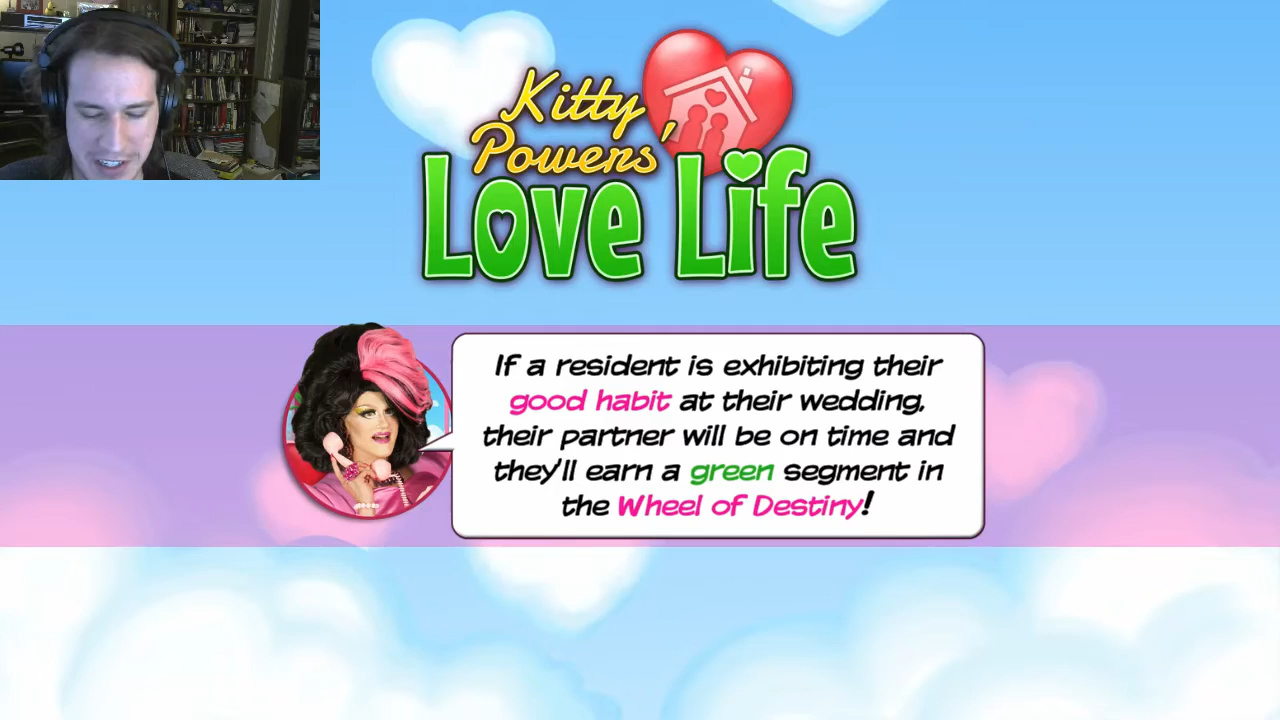 Kitty
Powers'
Love Life
If a resident is exhibiting their
good habit at their wedding,
their partner will be on time and
they'll earn a green segment in
the Wheel of Destiny!